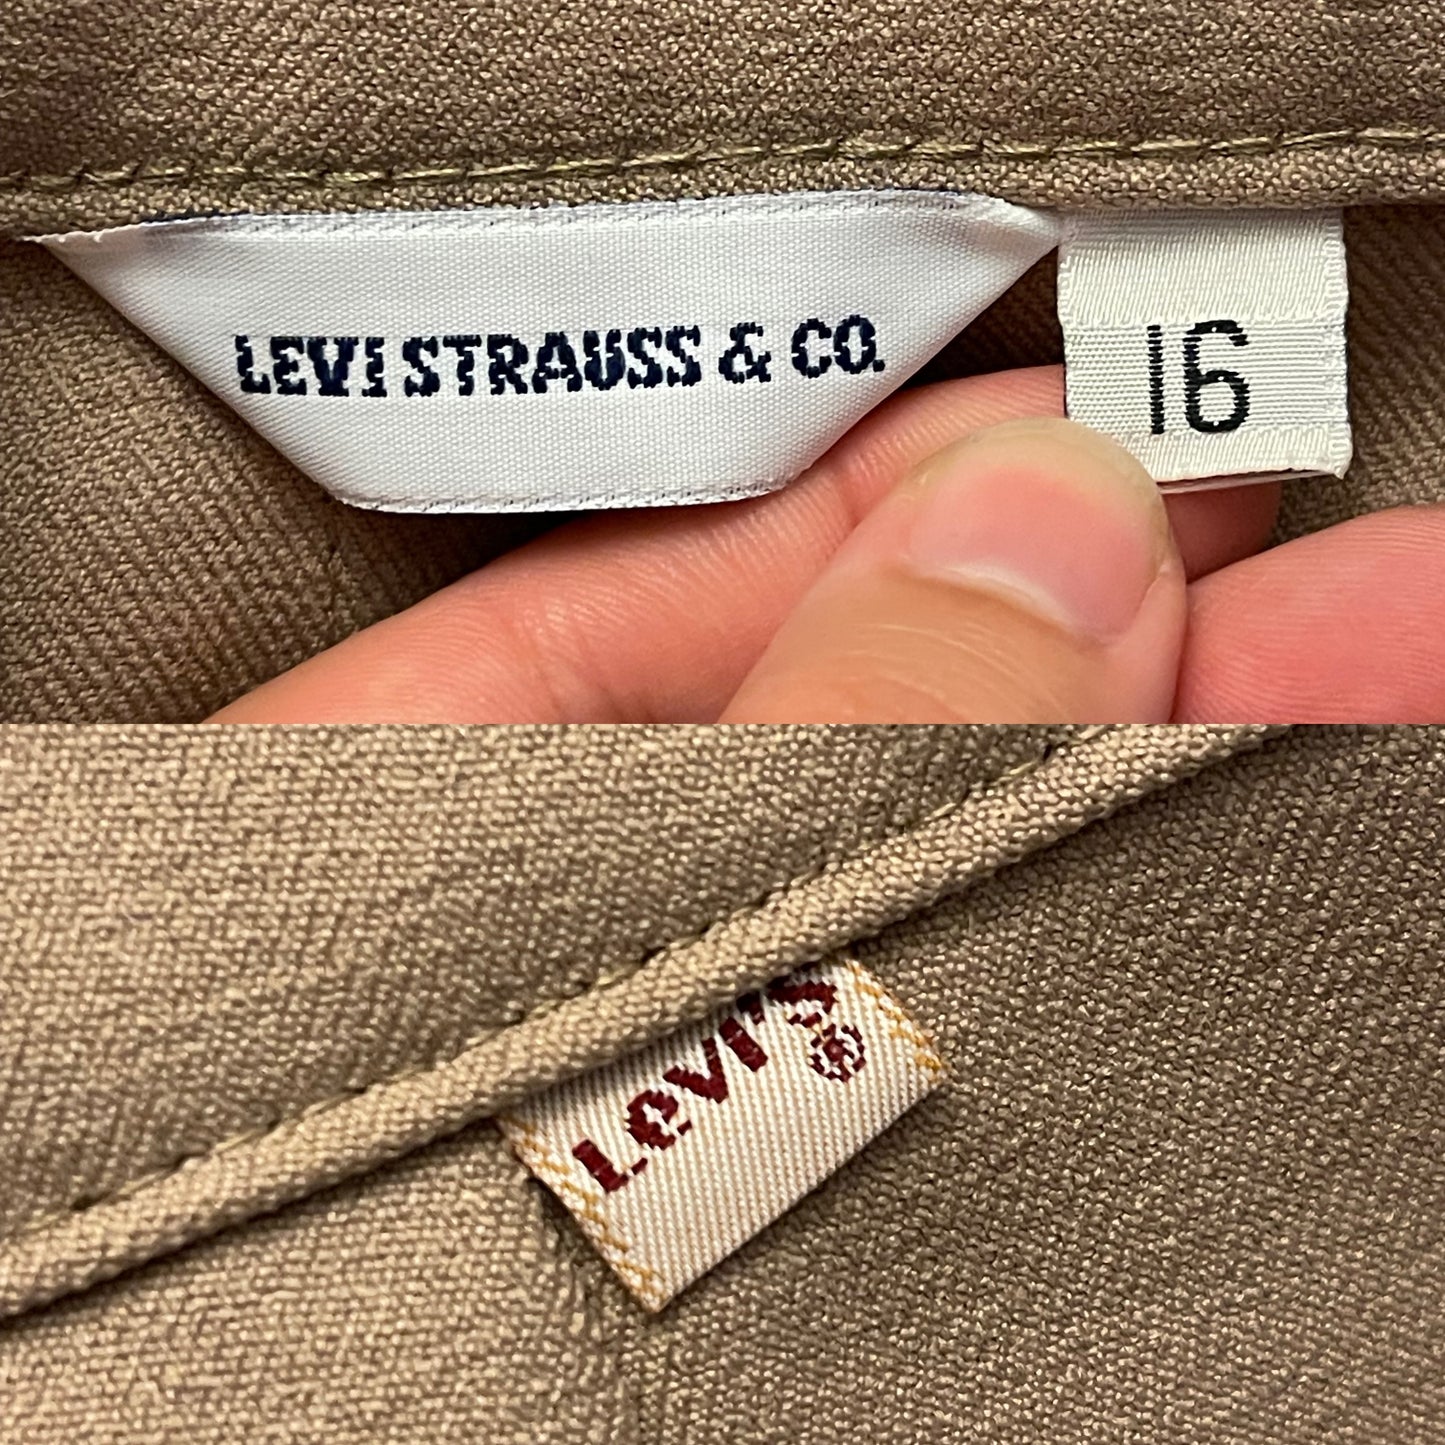 LEVI STRAUSS & CO.
16
Levi's
®